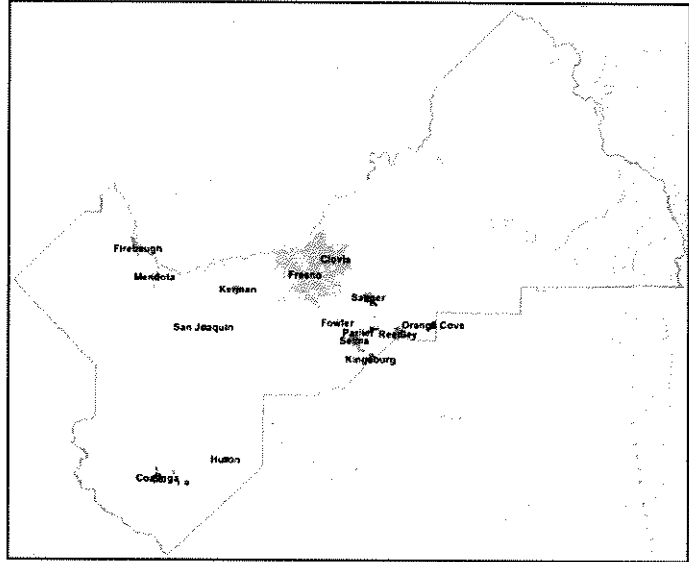 Firebaugh
Clovis
Fresno
Mendota
Kerman
Sanger
San Joaquin
Fowler
Orange Cove
Parlier
Reedley
Selma
Kingsburg
Huron
Coalinga